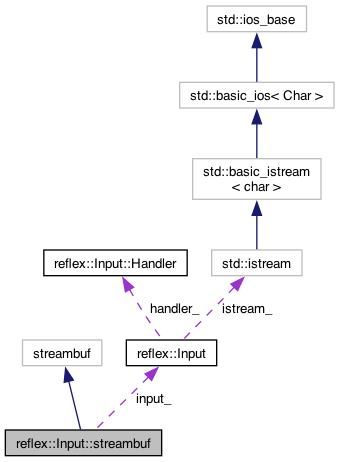 std::ios_base
std::basic_ios< Char >
std::basic_istream
< char >
reflex::Input::Handler
std::istream
handler_
istream_
streambuf
reflex::Input
input_
reflex::Input::streambuf